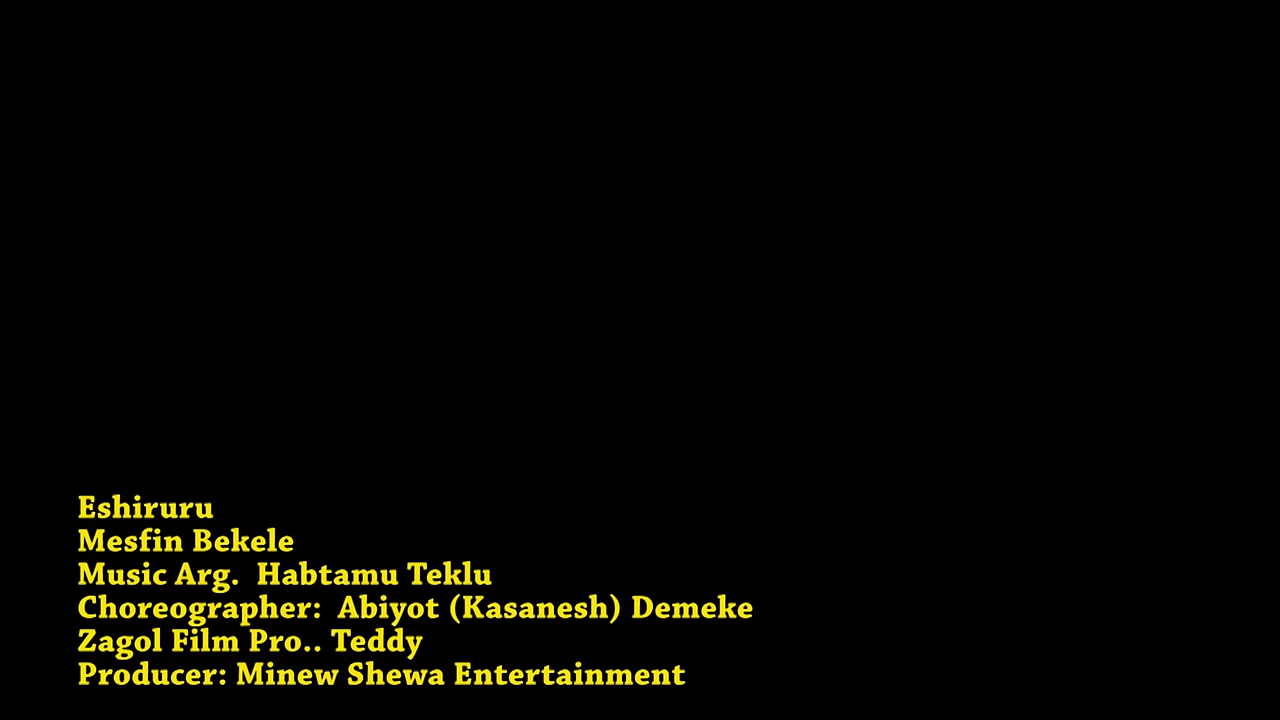 Eshiruru
Mesfin Bekele
Music Arg.  Habtamu Teklu
Choreographer:  Abiyot (Kasanesh) Demeke
Zagol Film Pro.. Teddy
Producer: Minew Shewa Entertainment